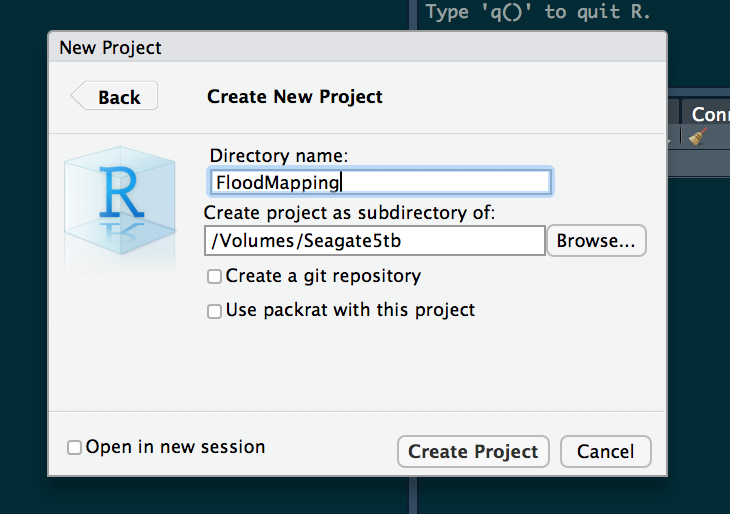 Type 'q()' to quit R.
New Project
Back
Create New Project
Conn
R
Directory name:
FloodMapping
Create project as subdirectory of:
/Volumes/Seagate5tb
Browse...
Create a git repository
Use packrat with this project
Open in new session
Create Project
Cancel